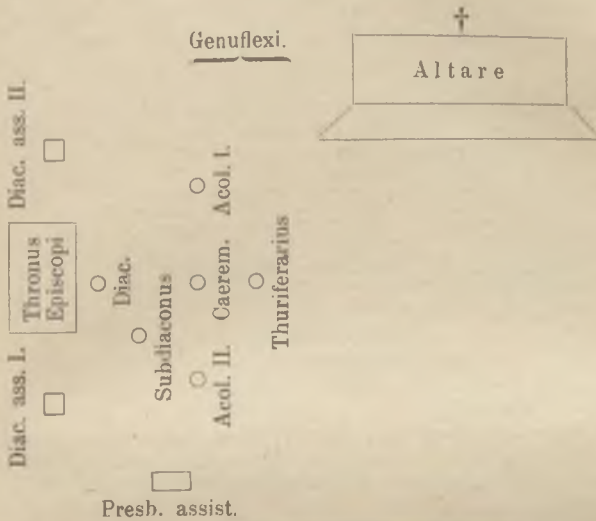 Genuflexi.
Altare
Diac. ass. II.
Thronus
Episcopi
Diac. ass. I.
Diac.
Subdiaconus
Acol. I.
Caerem.
Acol. II.
Thuriferarius
Presb. assist.